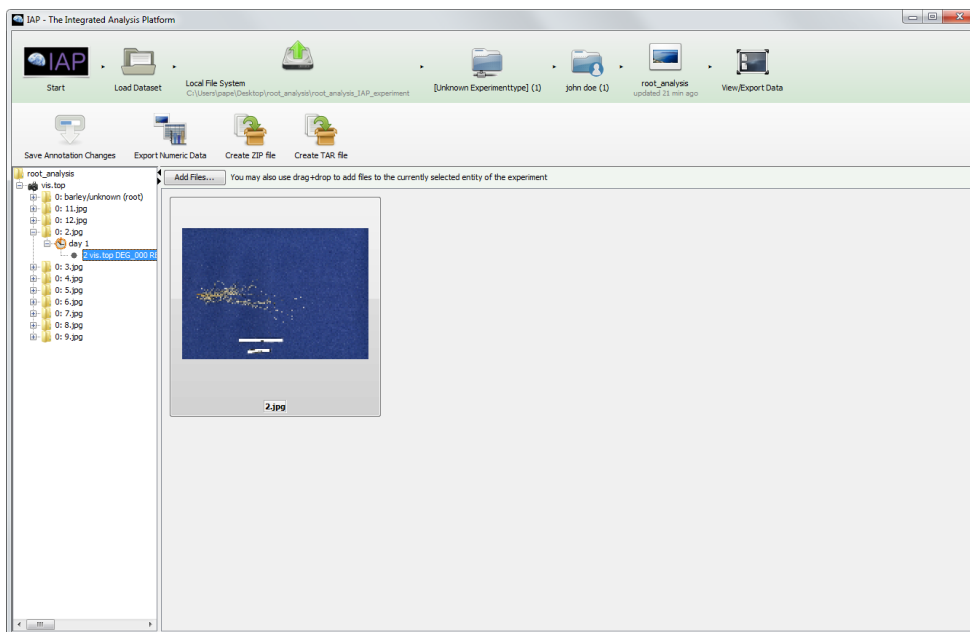 IAP - The Integrated Analysis Platform
IAP
Start
Load Dataset
Local File System
C:\Users\pape\Desktop\root_analysis\root_analysis_IAP_experiment
[Unknown Experimenttype] (1)
john doe (1)
root_analysis
updated 21 min ago
View/Export Data
Save Annotation Changes
Export Numeric Data
Create ZIP file
Create TAR file
root_analysis
vis.top
0: barley/unknown (root)
0: 11.jpg
0: 12.jpg
0: 2.jpg
day 1
2 vis.top DEG_000 RE
0: 3.jpg
0: 4.jpg
0: 5.jpg
0: 6.jpg
0: 7.jpg
0: 8.jpg
0: 9.jpg
Add Files... You may also use drag+drop to add files to the currently selected entity of the experiment
2.jpg